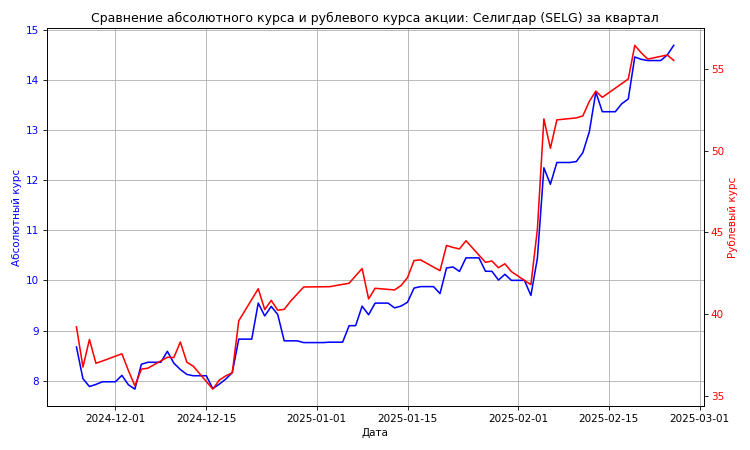 Сравнение абсолютного курса и рублевого курса акции: Селигдар (SELG) за квартал
15
14
13
12
11
10
9
8
Абсолютный курс
55
50
45
40
35
Рублевый курс
2024-12-01 2024-12-15 2025-01-01 2025-01-15 2025-02-01 2025-02-15 2025-03-01
Дата